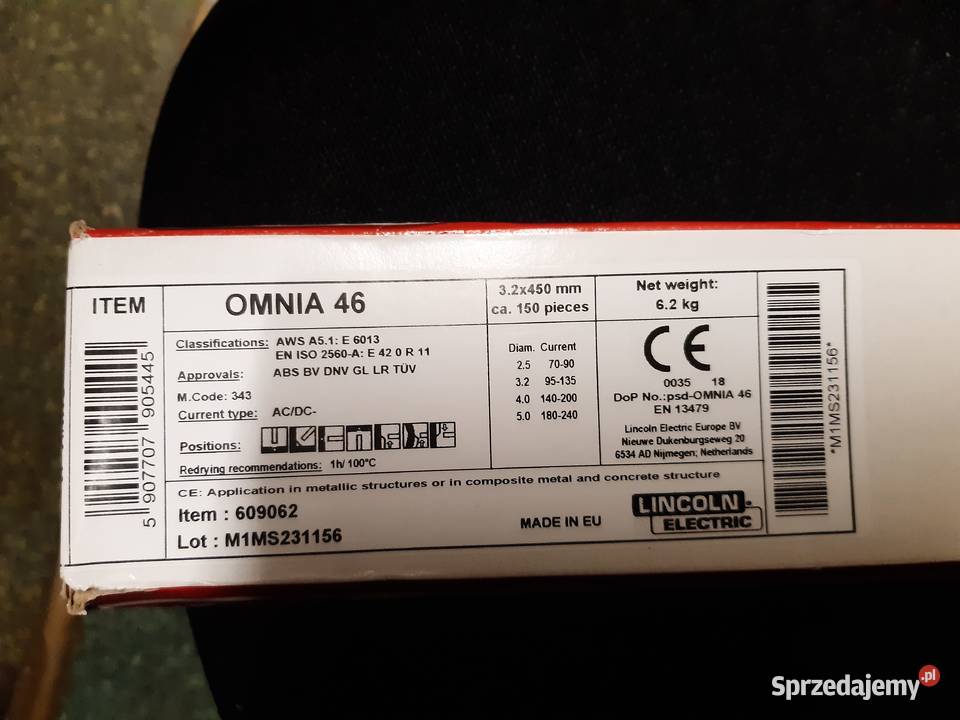 ITEM
OMNIA 46
3.2x450 mm
ca. 150 pieces
Net weight:
6.2 kg
Classifications: AWS A5.1: E 6013
EN ISO 2560-A: E 42 0 R 11
Approvals: ABS BV DNV GL LR TÜV
M.Code: 343
Current type: AC/DC-
Positions:
Redrying recommendations: 1h/ 100°C
Diam. Current
2.5 70-90
3.2 95-135
4.0 140-200
5.0 180-240
CE
0035 18
DoP No.:psd-OMNIA 46
EN 13479
Lincoln Electric Europe BV
Nieuwe Dukenburgseweg 20
6534 AD Nijmegen; Netherlands
CE: Application in metallic structures or in composite metal and concrete structure
Item : 609062
Lot : M1MS231156
MADE IN EU
LINCOLN
ELECTRIC
5 907707 905445
*M1MS231156*
Sprzedajemy.pl